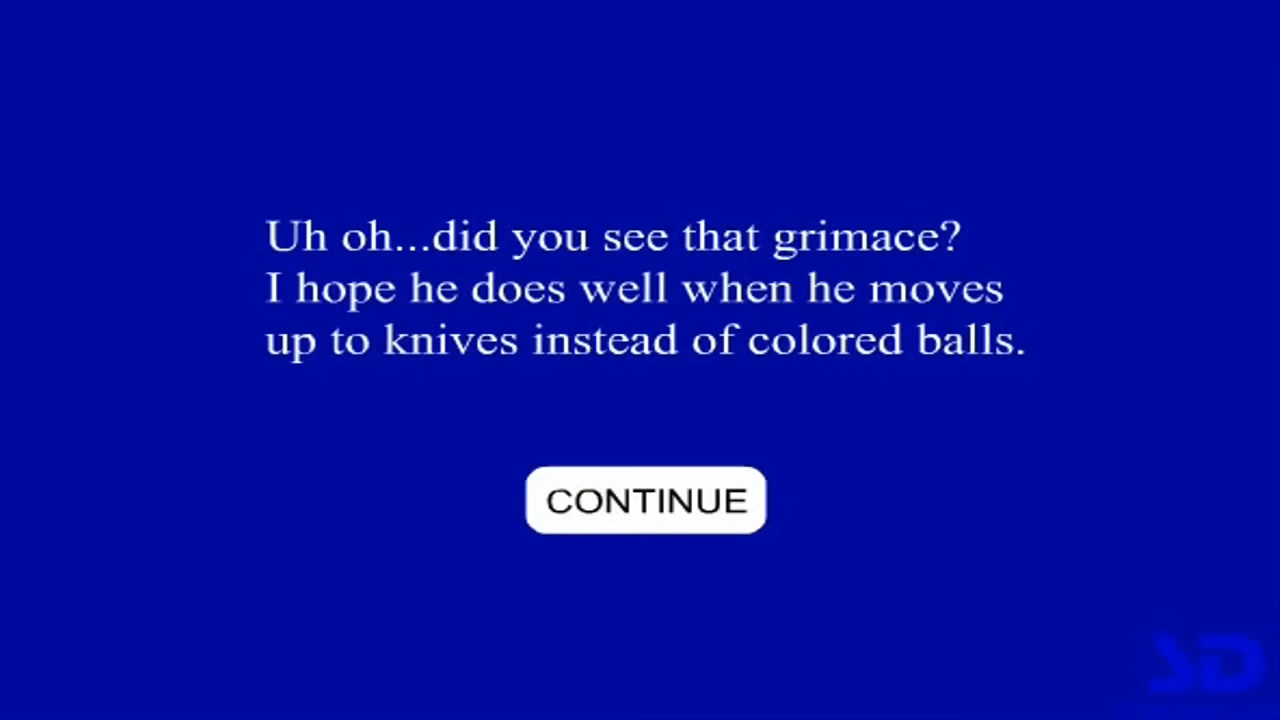 Uh oh...did you see that grimace?
I hope he does well when he moves
up to knives instead of colored balls.
CONTINUE
SD